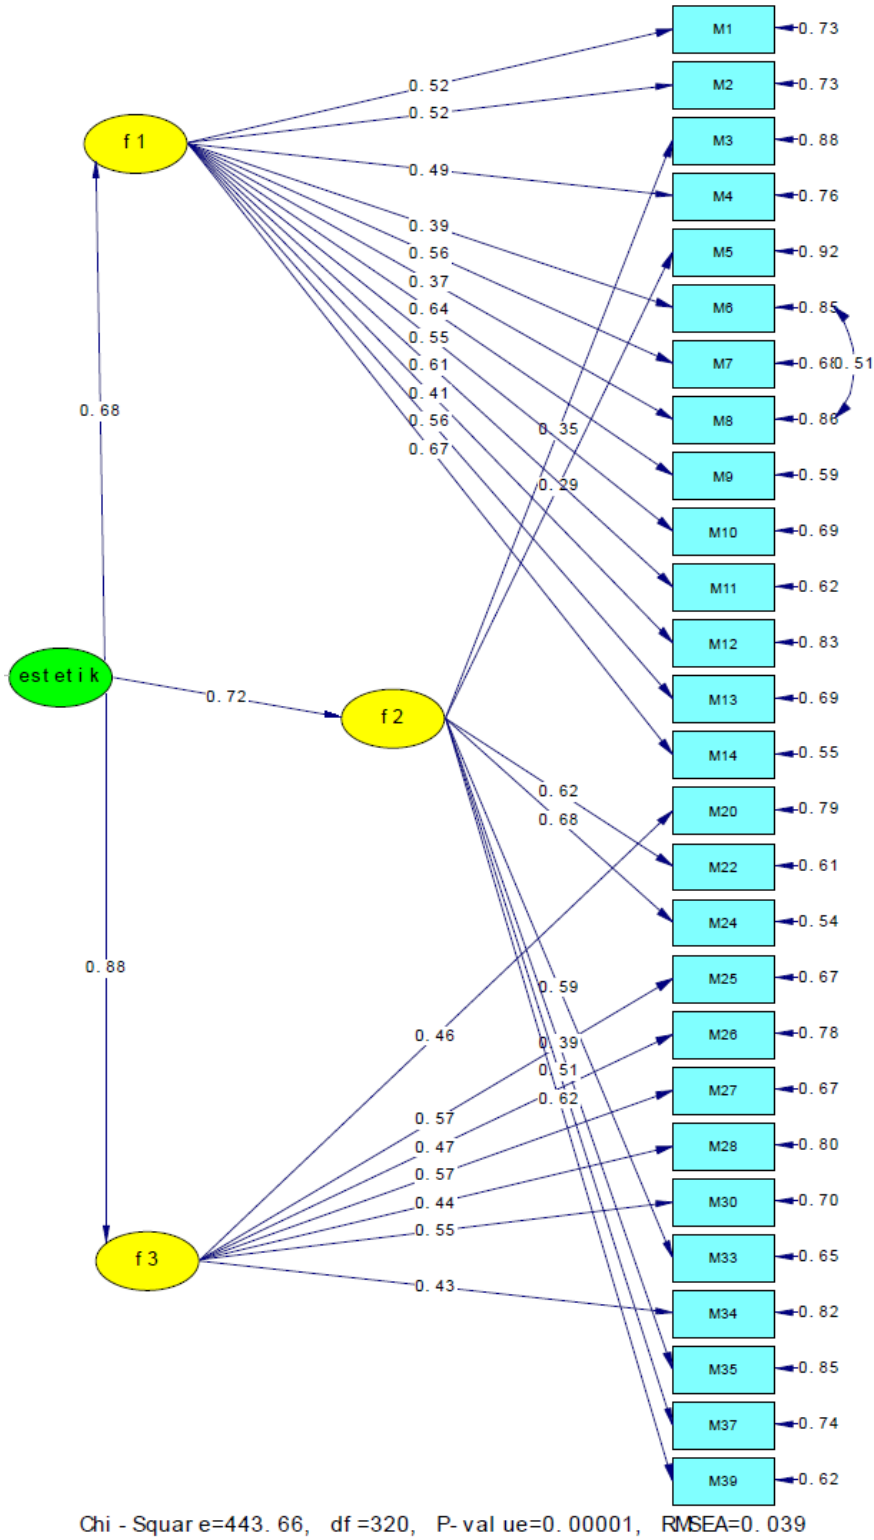 M1 0.73
0.52
M2 0.73
0.52
f1
M3 0.88
0.49
M4 0.76
0.39
M5 0.92
0.56
0.37
M6 0.85
0.64
0.55
M7 0.68 0.51
0.61
0.41
0.68
0.56
M8 0.86
0.35
0.67
M9 0.59
0.29
M10 0.69
M11 0.62
M12 0.83
estetik
0.72
M13 0.69
f2
M14 0.55
0.62
M20 0.79
0.68
M22 0.61
M24 0.54
0.88
M25 0.67
0.59
M26 0.78
0.46
0.39
0.51
M27 0.67
0.62
0.57
0.47
M28 0.80
0.57
0.44
M30 0.70
0.55
M33 0.65
f3
0.43
M34 0.82
M35 0.85
M37 0.74
M39 0.62
Chi-Square=443.66, df=320, P-value=0.00001, RMSEA=0.039